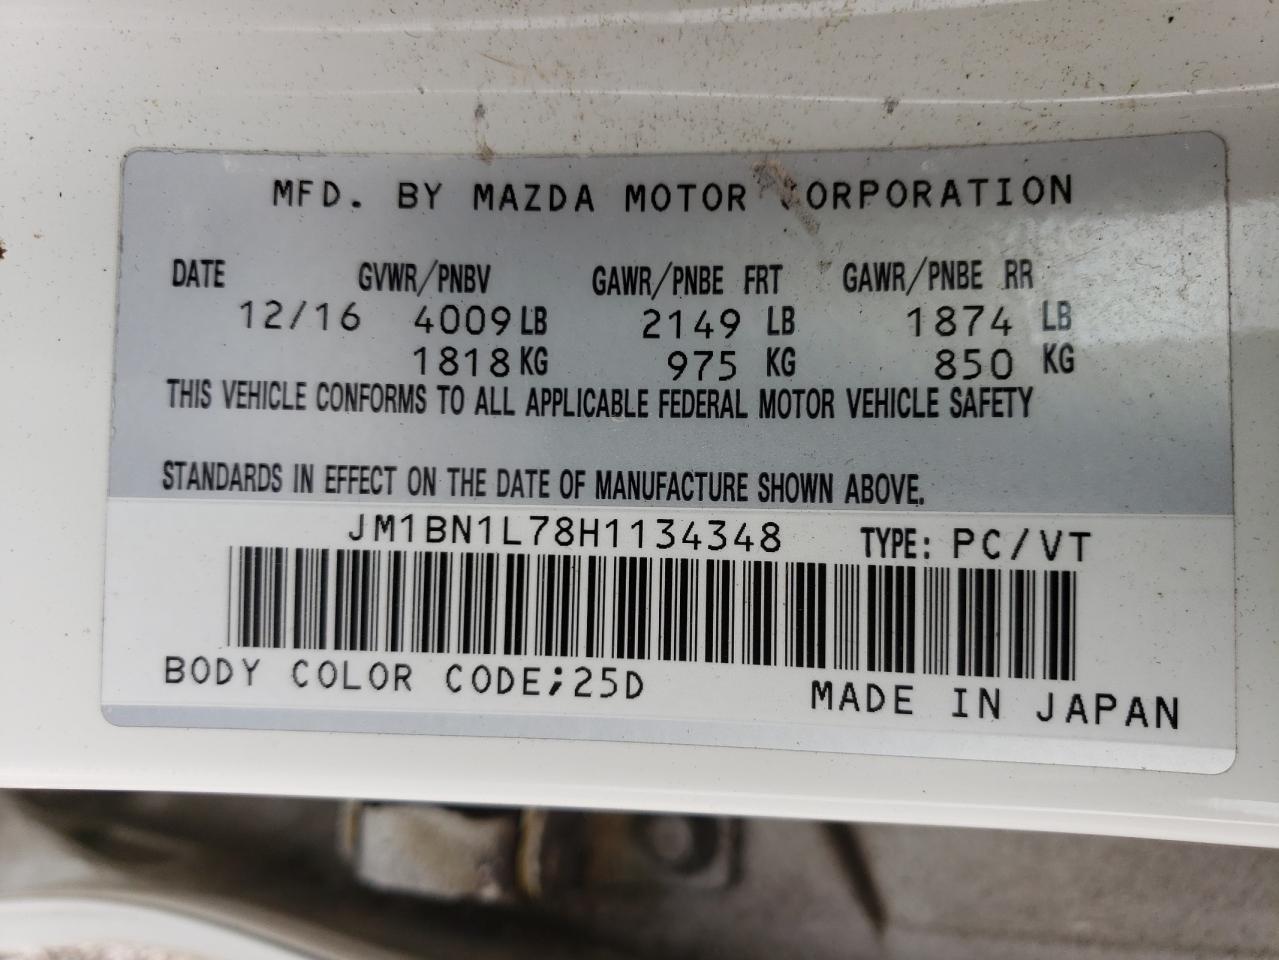 MFD. BY MAZDA MOTOR CORPORATION
DATE GVWR/PNBV GAWR/PNBE FRT GAWR/PNBE RR
12/16 4009 LB 2149 LB 1874 LB
1818 KG 975 KG 850 KG
THIS VEHICLE CONFORMS TO ALL APPLICABLE FEDERAL MOTOR VEHICLE SAFETY
STANDARDS IN EFFECT ON THE DATE OF MANUFACTURE SHOWN ABOVE.
JM1BN1L78H1134348 TYPE: PC/VT
BODY COLOR CODE;25D MADE IN JAPAN